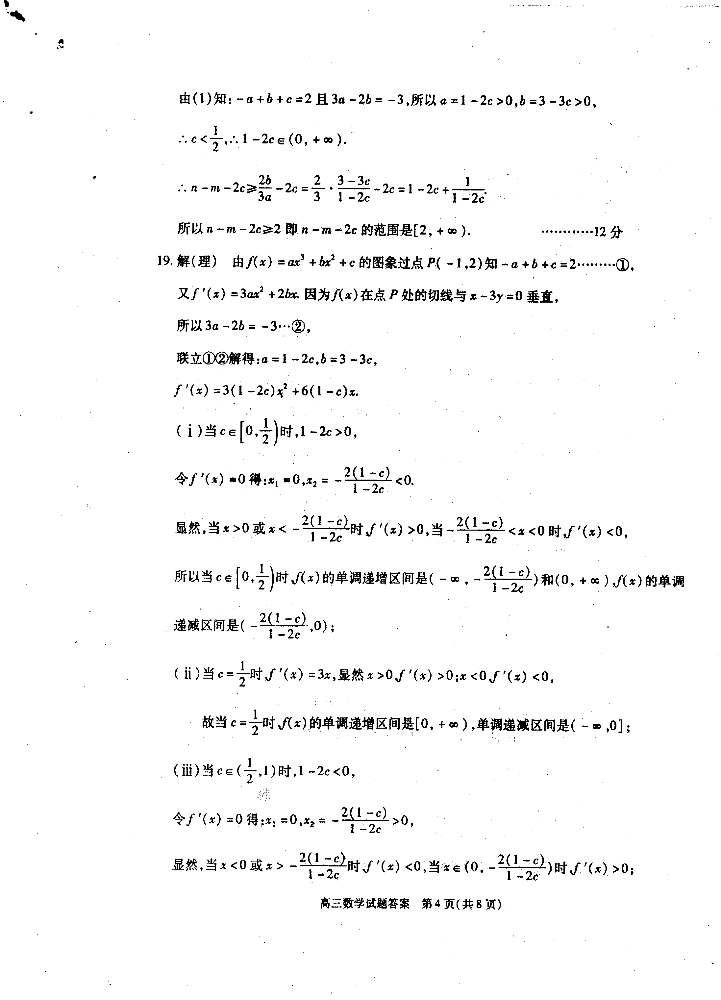 由(1)知:-a+b+c=2且3a-2b=-3,所以a=1-2c>0,b=3-3c>0,
∴c<1/2,∴1-2c∈(0,+∞).
∴n-m-2c≥2b/3a-2c=2/3·(3-3c)/(1-2c)-2c=1-2c+1/(1-2c).
所以n-m-2c≥2即n-m-2c的范围是[2,+∞). …………12分
19.解(理) 由f(x)=ax³+bx²+c的图象过点P(-1,2)知-a+b+c=2………①,
又f′(x)=3ax²+2bx.因为f(x)在点P处的切线与x-3y=0垂直,
所以3a-2b=-3…②,
联立①②解得:a=1-2c,b=3-3c,
f′(x)=3(1-2c)x²+6(1-c)x.
(ⅰ)当c∈[0,1/2)时,1-2c>0,
令f′(x)=0得:x₁=0,x₂=-2(1-c)/(1-2c)<0.
显然,当x>0或x<-2(1-c)/(1-2c)时,f′(x)>0,当-2(1-c)/(1-2c)<x<0时,f′(x)<0,
所以当c∈[0,1/2)时,f(x)的单调递增区间是(-∞,-2(1-c)/(1-2c))和(0,+∞),f(x)的单调
递减区间是(-2(1-c)/(1-2c),0);
(ⅱ)当c=1/2时,f′(x)=3x,显然x>0,f′(x)>0;x<0,f′(x)<0,
故当c=1/2时,f(x)的单调递增区间是[0,+∞),单调递减区间是(-∞,0];
(ⅲ)当c∈(1/2,1)时,1-2c<0,
令f′(x)=0得:x₁=0,x₂=-2(1-c)/(1-2c)>0,
显然,当x<0或x>-2(1-c)/(1-2c)时,f′(x)<0,当x∈(0,-2(1-c)/(1-2c))时,f′(x)>0;
高三数学试题答案 第4页(共8页)